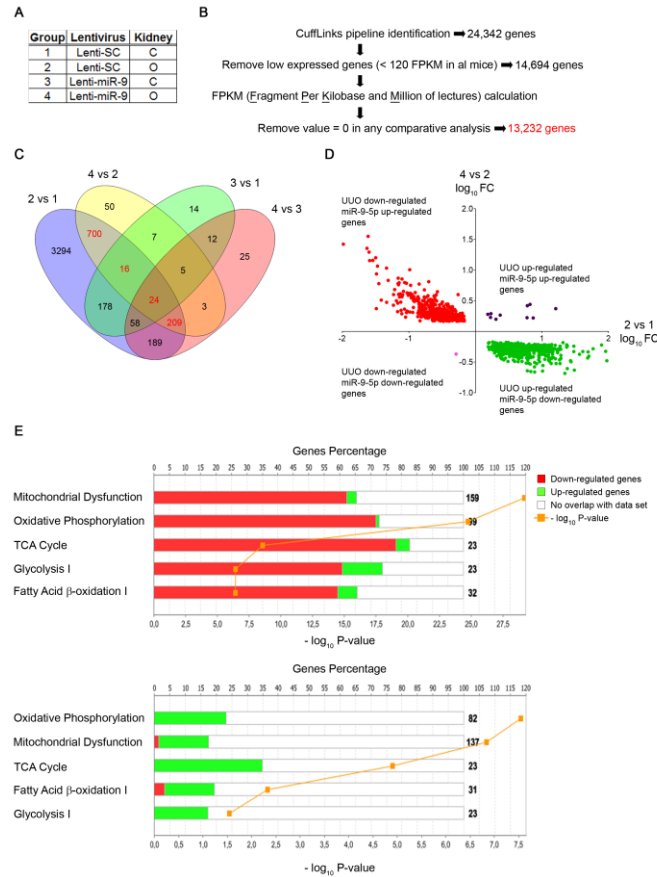 A
Group Lentivirus Kidney
1 Lenti-SC C
2 Lenti-SC O
3 Lenti-miR-9 C
4 Lenti-miR-9 O
B
CuffLinks pipeline identification 24,342 genes
Remove low expressed genes (< 120 FPKM in al mice) 14,694 genes
FPKM (Fragment Per Kilobase and Million of lectures) calculation
Remove value = 0 in any comparative analysis 13,232 genes
C
4 vs 2
3 vs 1
2 vs 1
4 vs 3
50
14
700
7
12
3294
16
5
25
24
178
3
58
209
189
D
4 vs 2
log10 FC
UUO down-regulated
miR-9-5p up-regulated
genes
2.0
1.5
1.0
0.5
UUO up-regulated
miR-9-5p up-regulated
genes
-2
-1
0
1
2
2 vs 1
log10 FC
-0.5
-1.0
UUO down-regulated
miR-9-5p down-regulated
genes
UUO up-regulated
miR-9-5p down-regulated
genes
E
Genes Percentage
0 5 10 15 20 25 30 35 40 45 50 55 60 65 70 75 80 85 90 95 100 105 110 115 120
Mitochondrial Dysfunction 159
Oxidative Phosphorylation
TCA Cycle 23
Glycolysis I 23
Fatty Acid β-oxidation I 32
0,0 2,5 5,0 7,5 10,0 12,5 15,0 17,5 20,0 22,5 25,0 27,5
- log10 P-value
Down-regulated genes
Up-regulated genes
No overlap with data set
- log10 P-value
Genes Percentage
0 5 10 15 20 25 30 35 40 45 50 55 60 65 70 75 80 85 90 95 100 105 110 115 120
Oxidative Phosphorylation 82
Mitochondrial Dysfunction 137
TCA Cycle 23
Fatty Acid β-oxidation I 31
Glycolysis I 23
0,0 0,5 1,0 1,5 2,0 2,5 3,0 3,5 4,0 4,5 5,0 5,5 6,0 6,5 7,0 7,5
- log10 P-value